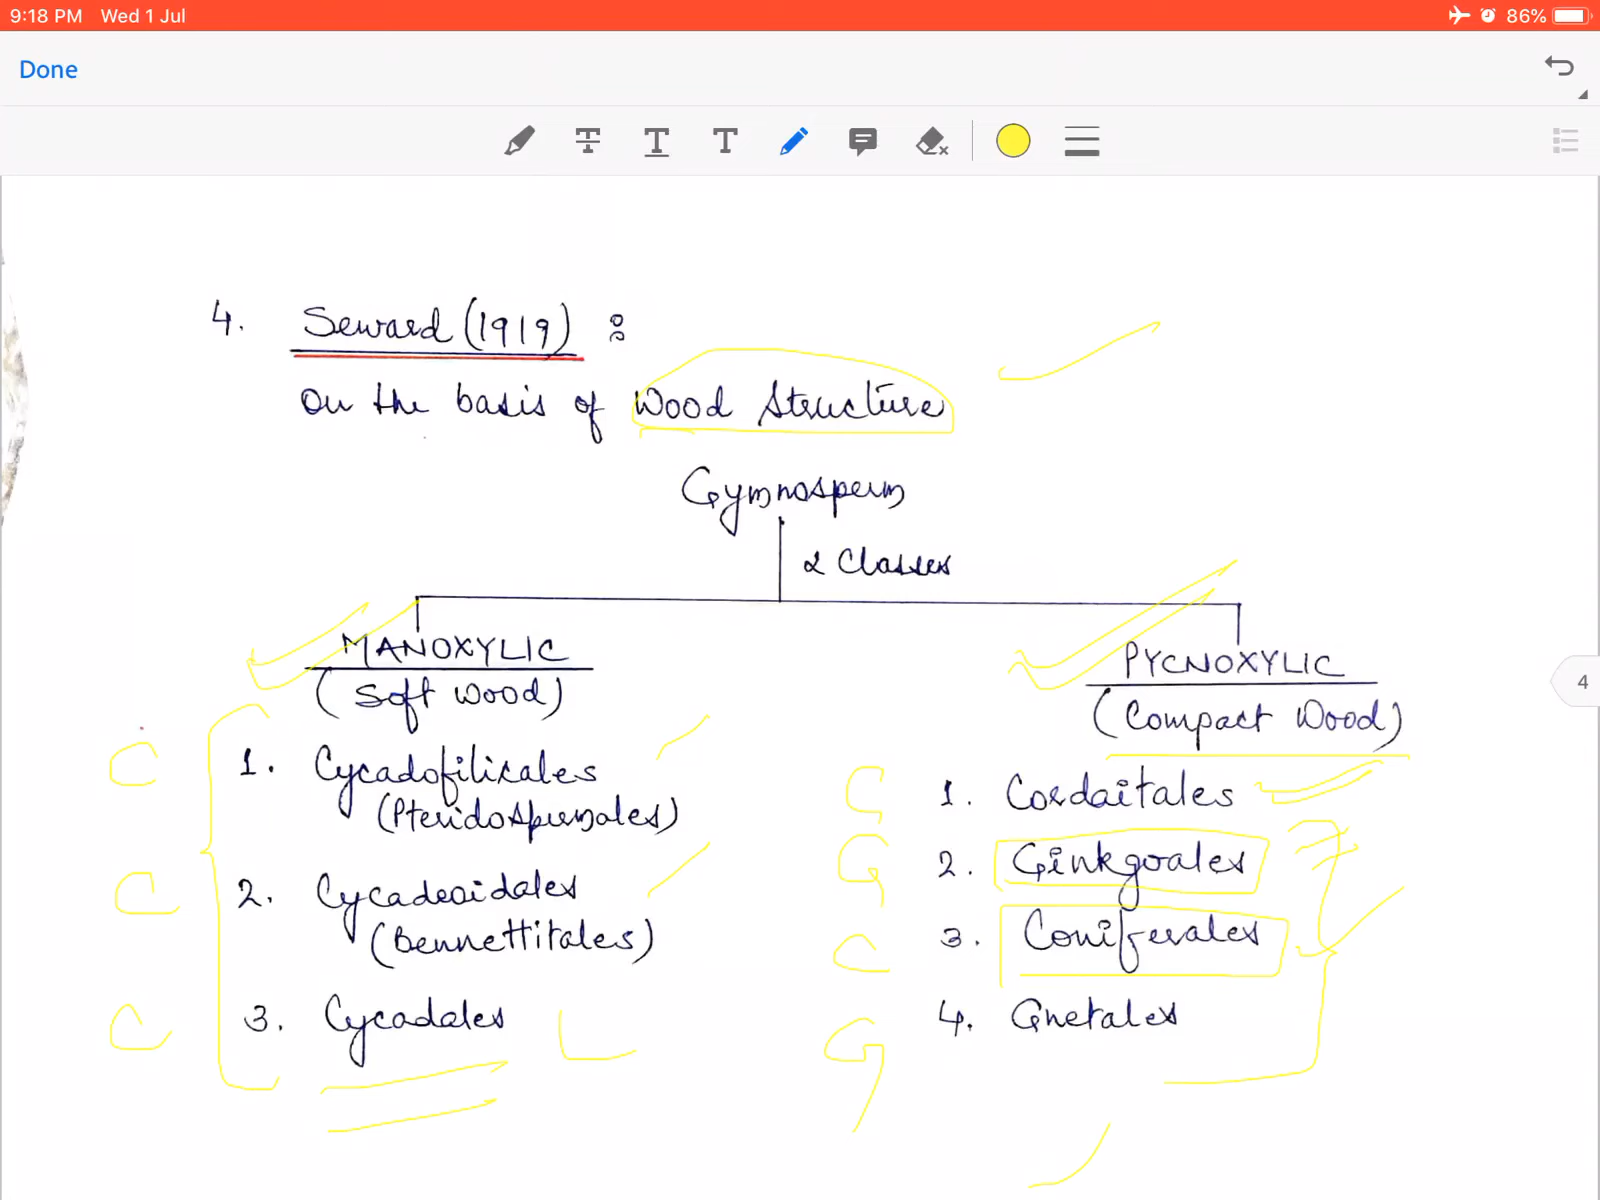 9:18 PM Wed 1 Jul 86%
Done
4. Seward (1919) :
On the basis of Wood Structure
Gymnosperm
2 Classes
MANOXYLIC
(Soft Wood)
1. Cycadofilicales
(Pteridospermales)
2. Cycadeoidales
(Bennettitales)
3. Cycadales
PYCNOXYLIC
(Compact Wood)
1. Cordaitales
2. Ginkgoales
3. Coniferales
4. Gnetales
C
C
C
C
G
C
G
4